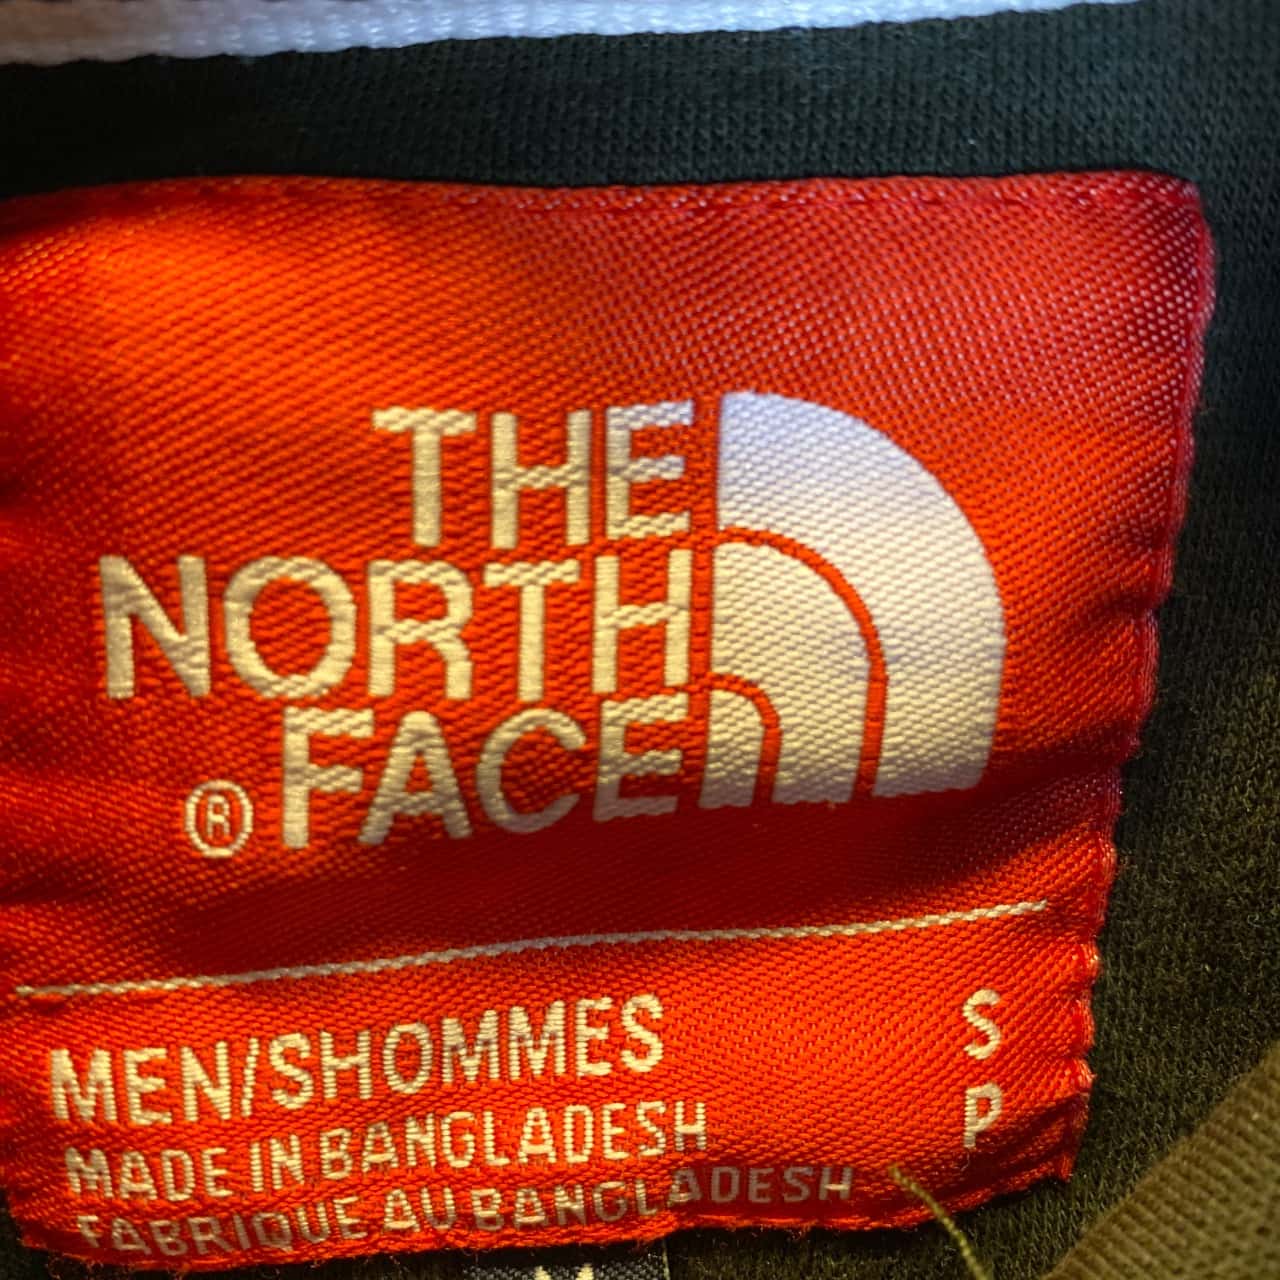 THE
NORTH
® FACE
MEN/SHOMMES S
MADE IN BANGLADESH P
FABRIQUE AU BANGLADESH